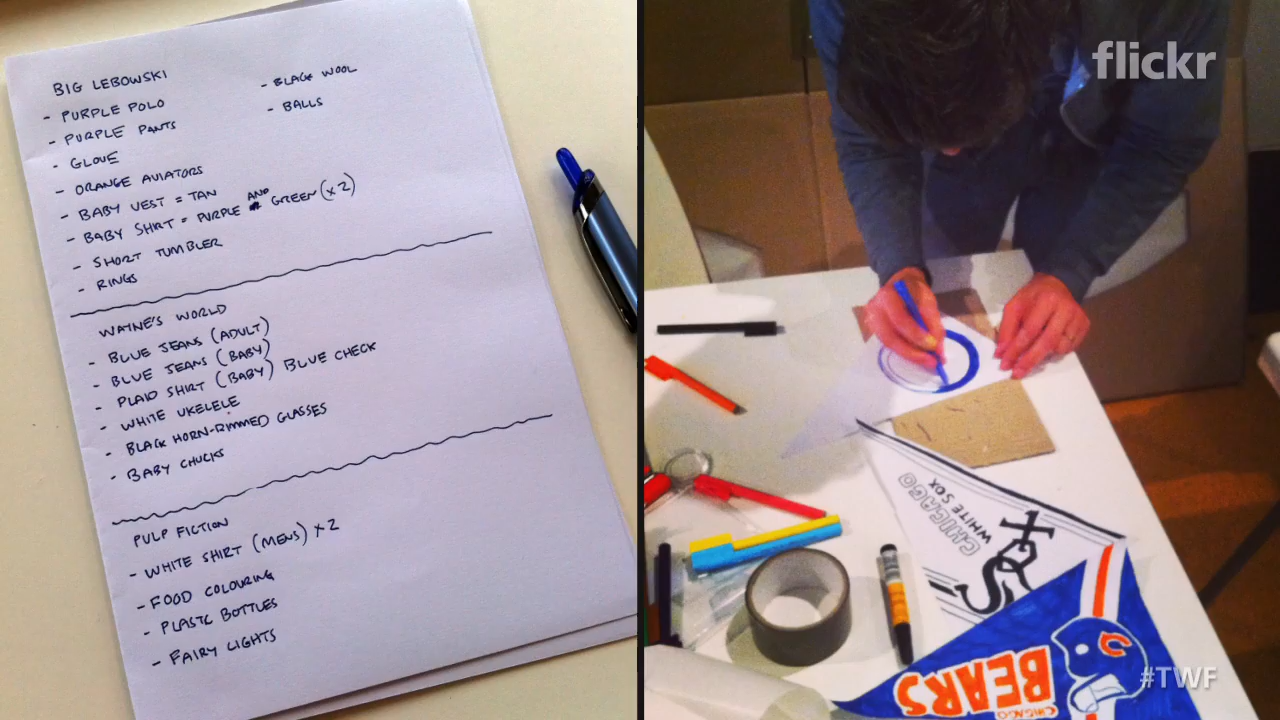 BIG LEBOWSKI
- PURPLE POLO
- PURPLE PANTS
- GLOVE
- ORANGE AVIATORS
- BABY VEST = TAN
- BABY SHIRT = PURPLE AND GREEN (x2)
- SHORT TUMBLER
- RINGS
- BLACK WOOL
- BALLS
WAYNE'S WORLD
- BLUE JEANS (ADULT)
- BLUE JEANS (BABY)
- PLAID SHIRT (BABY) BLUE CHECK
- WHITE UKELELE
- BLACK HORN-RIMMED GLASSES
- BABY CHUCKS
PULP FICTION
- WHITE SHIRT (MENS) x 2
- FOOD COLOURING
- PLASTC BOTTLES
- FAIRY LIGHTS
flickr
CHICAGO
WHITE SOX
SOX
CHICAGO
BEARS
C
#TWF